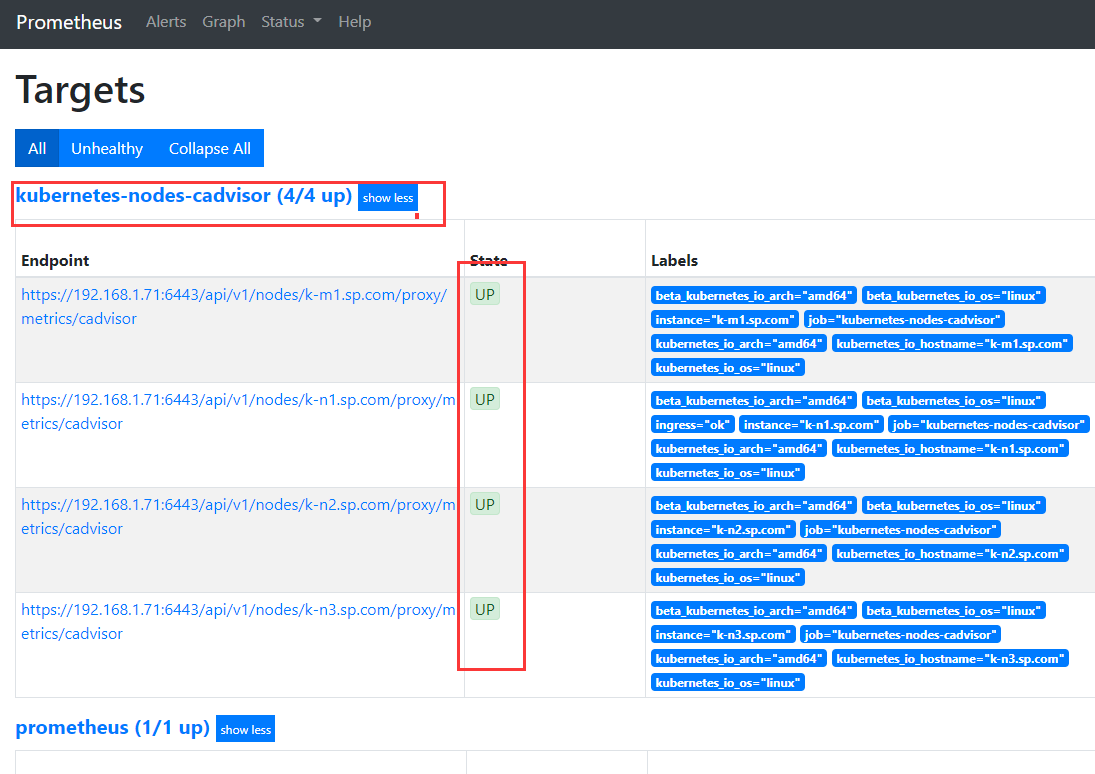 Prometheus Alerts Graph Status Help
Targets
All Unhealthy Collapse All
kubernetes-nodes-cadvisor (4/4 up) show less
Endpoint State Labels
https://192.168.1.71:6443/api/v1/nodes/k-m1.sp.com/proxy/ UP beta_kubernetes_io_arch="amd64" beta_kubernetes_io_os="linux"
metrics/cadvisor instance="k-m1.sp.com" job="kubernetes-nodes-cadvisor"
kubernetes_io_arch="amd64" kubernetes_io_hostname="k-m1.sp.com"
kubernetes_io_os="linux"
https://192.168.1.71:6443/api/v1/nodes/k-n1.sp.com/proxy/m UP beta_kubernetes_io_arch="amd64" beta_kubernetes_io_os="linux"
etrics/cadvisor ingress="ok" instance="k-n1.sp.com" job="kubernetes-nodes-cadvisor"
kubernetes_io_arch="amd64" kubernetes_io_hostname="k-n1.sp.com"
kubernetes_io_os="linux"
https://192.168.1.71:6443/api/v1/nodes/k-n2.sp.com/proxy/m UP beta_kubernetes_io_arch="amd64" beta_kubernetes_io_os="linux"
etrics/cadvisor instance="k-n2.sp.com" job="kubernetes-nodes-cadvisor"
kubernetes_io_arch="amd64" kubernetes_io_hostname="k-n2.sp.com"
kubernetes_io_os="linux"
https://192.168.1.71:6443/api/v1/nodes/k-n3.sp.com/proxy/m UP beta_kubernetes_io_arch="amd64" beta_kubernetes_io_os="linux"
etrics/cadvisor instance="k-n3.sp.com" job="kubernetes-nodes-cadvisor"
kubernetes_io_arch="amd64" kubernetes_io_hostname="k-n3.sp.com"
kubernetes_io_os="linux"
prometheus (1/1 up) show less